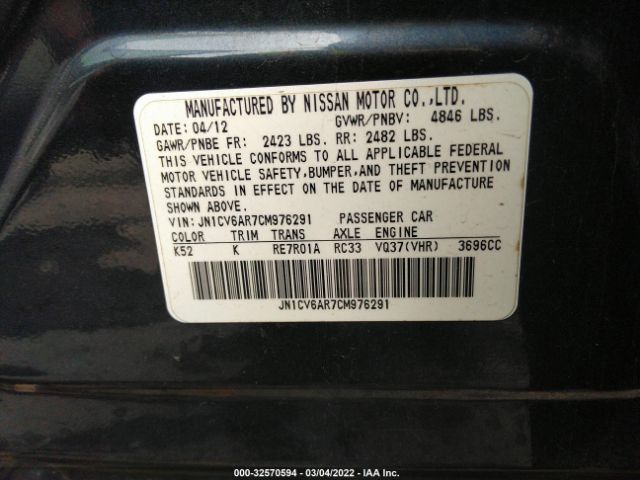 MANUFACTURED BY NISSAN MOTOR CO.,LTD.
DATE: 04/12 GVWR/PNBV: 4846 LBS.
GAWR/PNBE FR: 2423 LBS. RR: 2482 LBS.
THIS VEHICLE CONFORMS TO ALL APPLICABLE FEDERAL
MOTOR VEHICLE SAFETY,BUMPER,AND THEFT PREVENTION
STANDARDS IN EFFECT ON THE DATE OF MANUFACTURE
SHOWN ABOVE.
VIN: JN1CV6AR7CM976291 PASSENGER CAR
COLOR TRIM TRANS AXLE ENGINE
K52 K RE7R01A RC33 VQ37(VHR) 3696CC
JN1CV6AR7CM976291
000-32570594 - 03/04/2022 - IAA Inc.